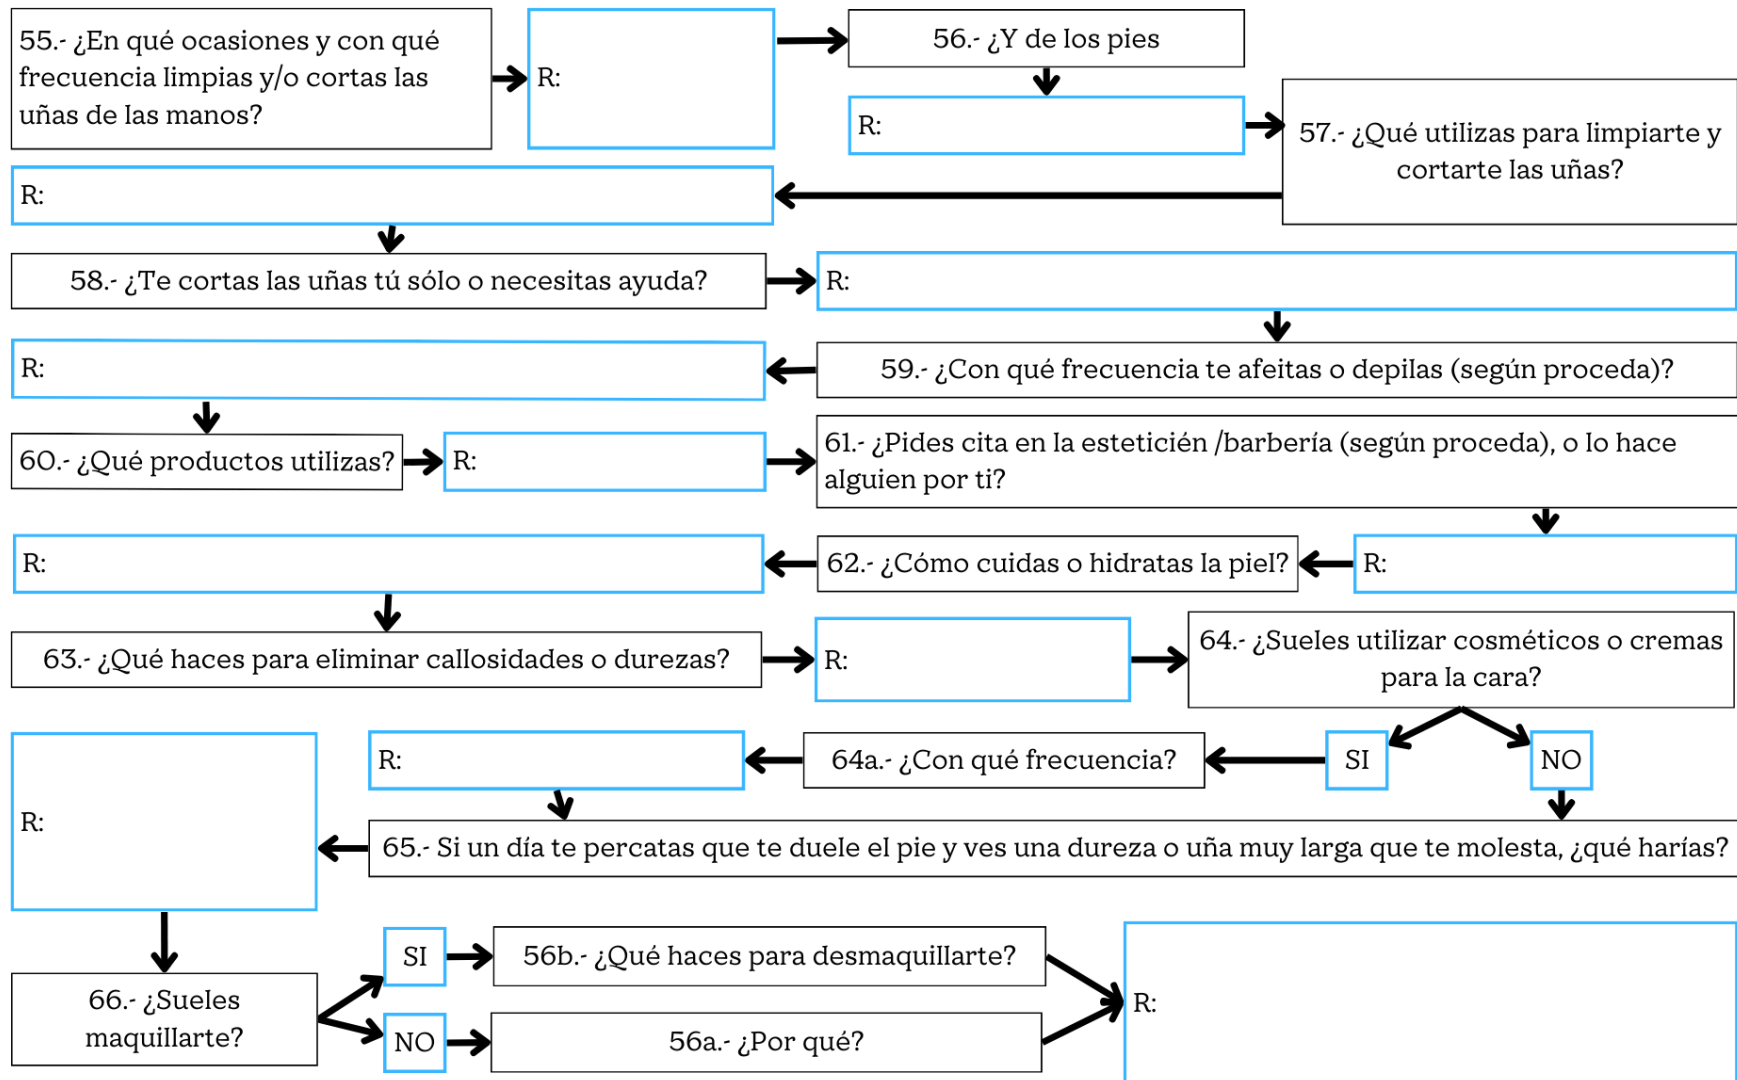 55.- ¿En qué ocasiones y con qué
frecuencia limpias y/o cortas las
uñas de las manos?
R:
56.- ¿Y de los pies
R:
57.- ¿Qué utilizas para limpiarte y
cortarte las uñas?
R:
58.- ¿Te cortas las uñas tú sólo o necesitas ayuda?
R:
59.- ¿Con qué frecuencia te afeitas o depilas (según proceda)?
R:
60.- ¿Qué productos utilizas?
R:
61.- ¿Pides cita en la esteticién /barbería (según proceda), o lo hace
alguien por ti?
R:
62.- ¿Cómo cuidas o hidratas la piel?
R:
63.- ¿Qué haces para eliminar callosidades o durezas?
R:
64.- ¿Sueles utilizar cosméticos o cremas
para la cara?
SI
NO
64a.- ¿Con qué frecuencia?
R:
65.- Si un día te percatas que te duele el pie y ves una dureza o uña muy larga que te molesta, ¿qué harías?
R:
66.- ¿Sueles
maquillarte?
SI
56b.- ¿Qué haces para desmaquillarte?
NO
56a.- ¿Por qué?
R: